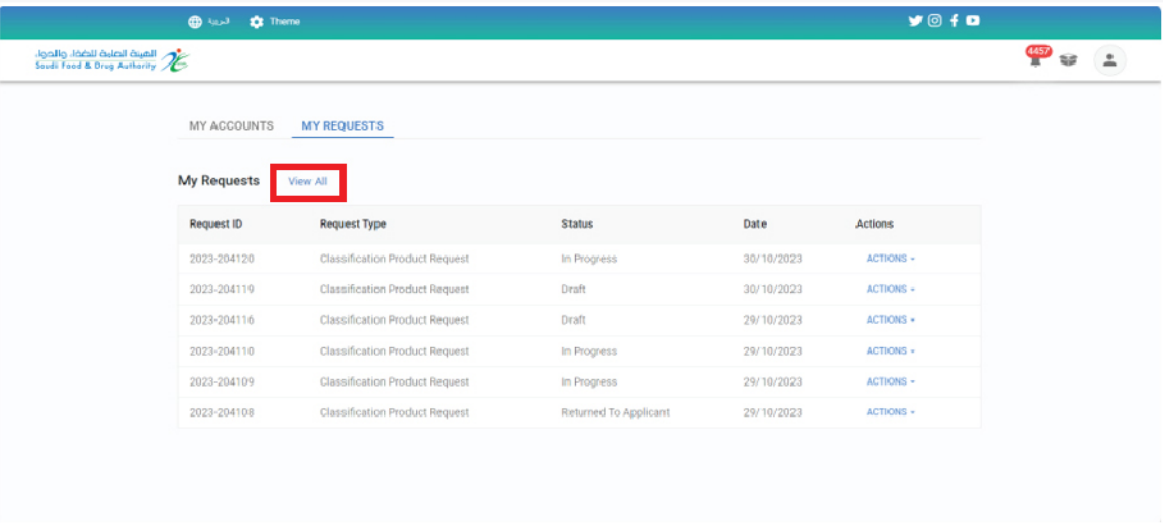 العربية Theme
Saudi Food & Drug Authority
4457
MY ACCOUNTS MY REQUESTS
My Requests View All
Request ID Request Type Status Date Actions
2023-204120 Classification Product Request In Progress 30/10/2023 ACTIONS
2023-204119 Classification Product Request Draft 30/10/2023 ACTIONS
2023-204116 Classification Product Request Draft 29/10/2023 ACTIONS
2023-204110 Classification Product Request In Progress 29/10/2023 ACTIONS
2023-204109 Classification Product Request In Progress 29/10/2023 ACTIONS
2023-204108 Classification Product Request Returned To Applicant 29/10/2023 ACTIONS